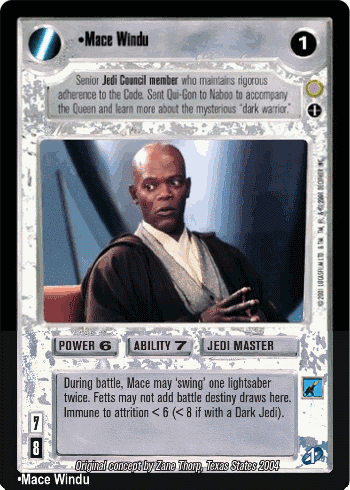 •Mace Windu
1
Senior Jedi Council member who maintains rigorous
adherence to the Code. Sent Qui-Gon to Naboo to accompany
the Queen and learn more about the mysterious "dark warrior."
POWER 6
ABILITY 7
JEDI MASTER
During battle, Mace may 'swing' one lightsaber
twice. Fetts may not add battle destiny draws here.
Immune to attrition < 6 (< 8 if with a Dark Jedi).
7
8
Original concept by Zane Thorp, Texas States 2004
•Mace Windu